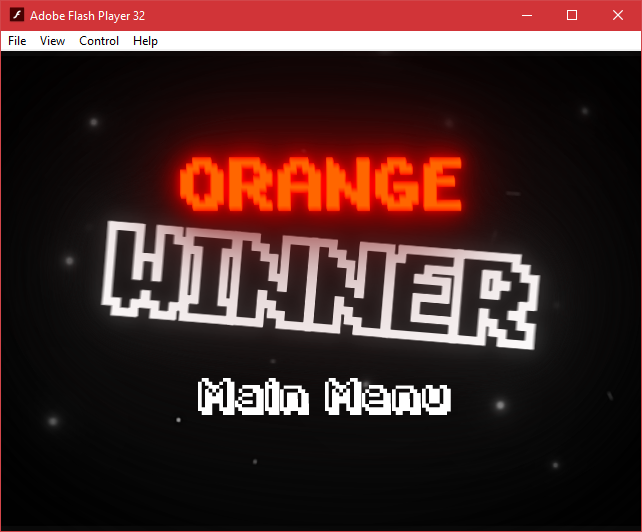 Adobe Flash Player 32
File View Control Help
ORANGE
WINNER
Main Menu